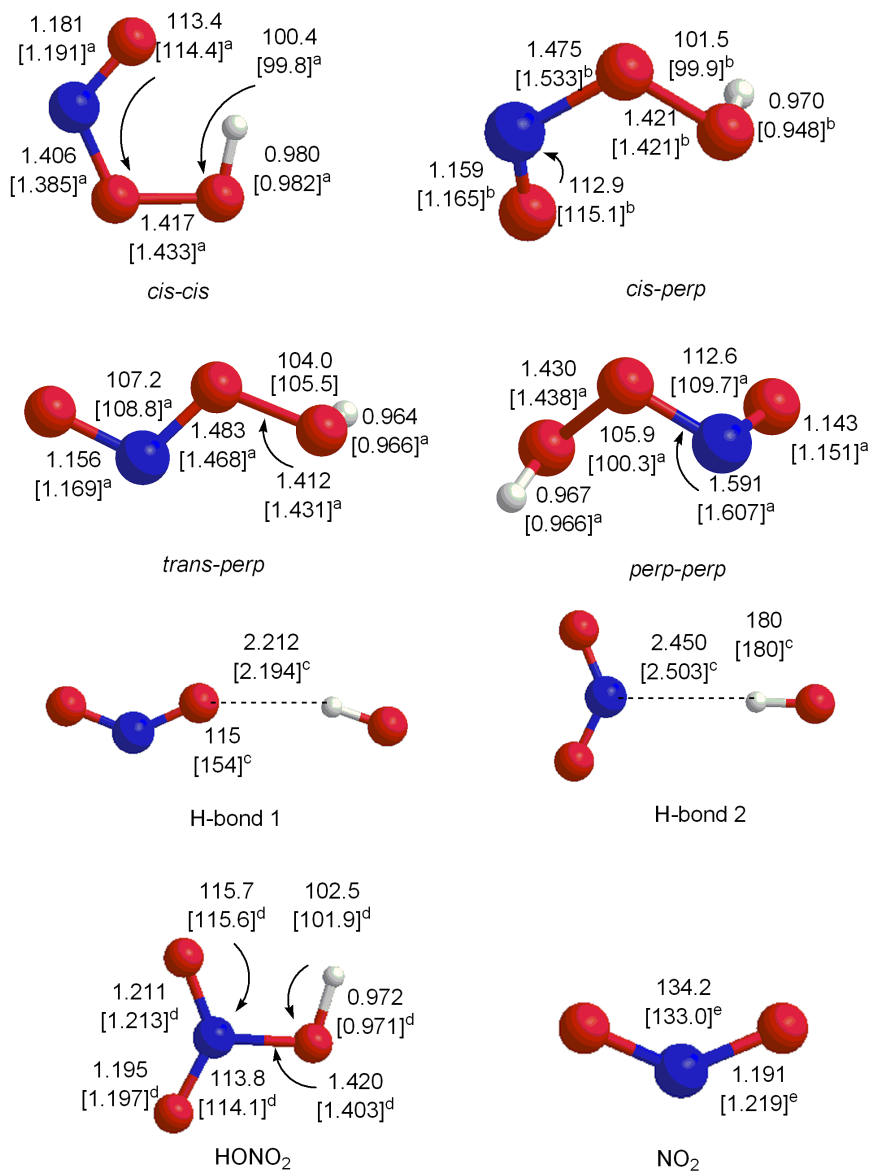 1.181
[1.191]ᵃ
113.4
[114.4]ᵃ
100.4
[99.8]ᵃ
1.406
[1.385]ᵃ
0.980
[0.982]ᵃ
1.417
[1.433]ᵃ
cis-cis
1.475
[1.533]ᵇ
101.5
[99.9]ᵇ
1.421
[1.421]ᵇ
0.970
[0.948]ᵇ
1.159
[1.165]ᵇ
112.9
[115.1]ᵇ
cis-perp
107.2
[108.8]ᵃ
104.0
[105.5]
0.964
[0.966]ᵃ
1.156
[1.169]ᵃ
1.483
[1.468]ᵃ
1.412
[1.431]ᵃ
trans-perp
1.430
[1.438]ᵃ
112.6
[109.7]ᵃ
1.143
[1.151]ᵃ
105.9
[100.3]ᵃ
0.967
[0.966]ᵃ
1.591
[1.607]ᵃ
perp-perp
2.212
[2.194]ᶜ
115
[154]ᶜ
H-bond 1
2.450
[2.503]ᶜ
180
[180]ᶜ
H-bond 2
115.7
[115.6]ᵈ
102.5
[101.9]ᵈ
1.211
[1.213]ᵈ
0.972
[0.971]ᵈ
1.195
[1.197]ᵈ
113.8
[114.1]ᵈ
1.420
[1.403]ᵈ
HONO₂
134.2
[133.0]ᵉ
1.191
[1.219]ᵉ
NO₂